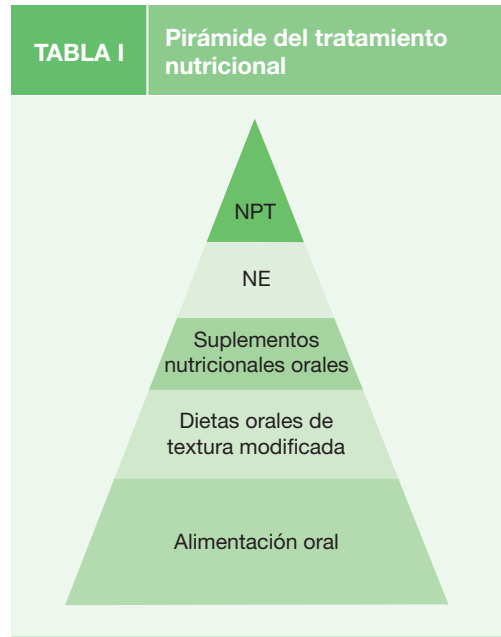 TABLA I
Pirámide del tratamiento
nutricional
NPT
NE
Suplementos
nutricionales orales
Dietas orales de
textura modificada
Alimentación oral